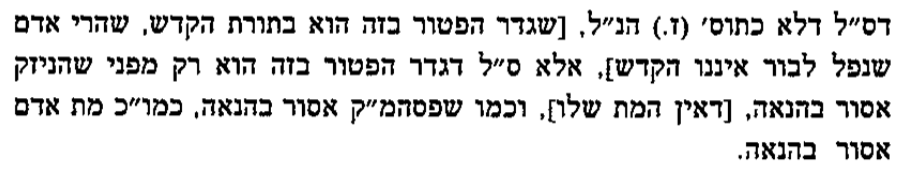 דס״ל דלא כתוס׳ (ז.) הנ״ל, [שגדר הפטור בזה הוא בתורת הקדש, שהרי אדם
שנפל לבור איננו הקדש], אלא ס״ל דגדר הפטור בזה הוא רק מפני שהניזק
אסור בהנאה, [דאין המת שלו], וכמו שפסהמ״ק אסור בהנאה, כמו״כ מת אדם
אסור בהנאה.